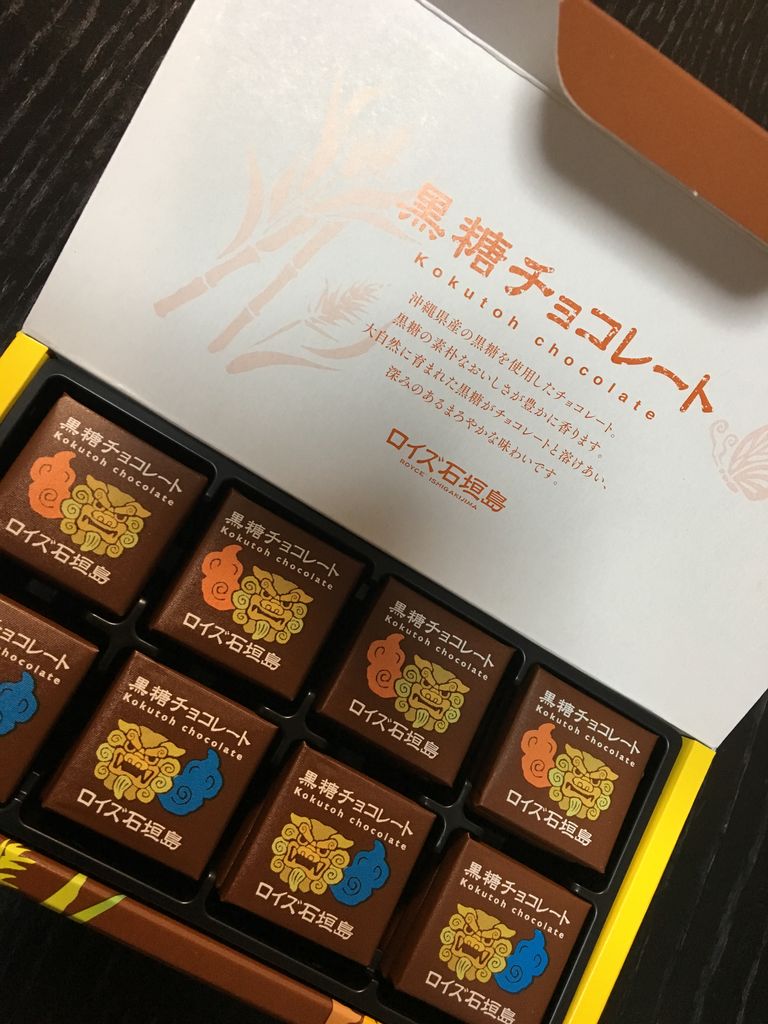 黒糖チョコレート
Kokutoh chocolate
沖縄県産の黒糖を使用したチョコレート。
黒糖の素朴なおいしさが豊かに香ります。
大自然に育まれた黒糖がチョコレートと溶けあい、
深みのあるまろやかな味わいです。
ロイズ石垣島
ROYCE' ISHIGAKIJIMA
黒糖チョコレート
Kokutoh chocolate
ロイズ石垣島
黒糖チョコレート
Kokutoh chocolate
ロイズ石垣島
黒糖チョコレート
Kokutoh chocolate
ロイズ石垣島
黒糖チョコレート
Kokutoh chocolate
ロイズ石垣島
チョコレート
chocolate
石垣島
黒糖チョコレート
Kokutoh chocolate
ロイズ石垣島
黒糖チョコレート
Kokutoh chocolate
ロイズ石垣島
黒糖チョコレート
Kokutoh chocolate
ロイズ石垣島